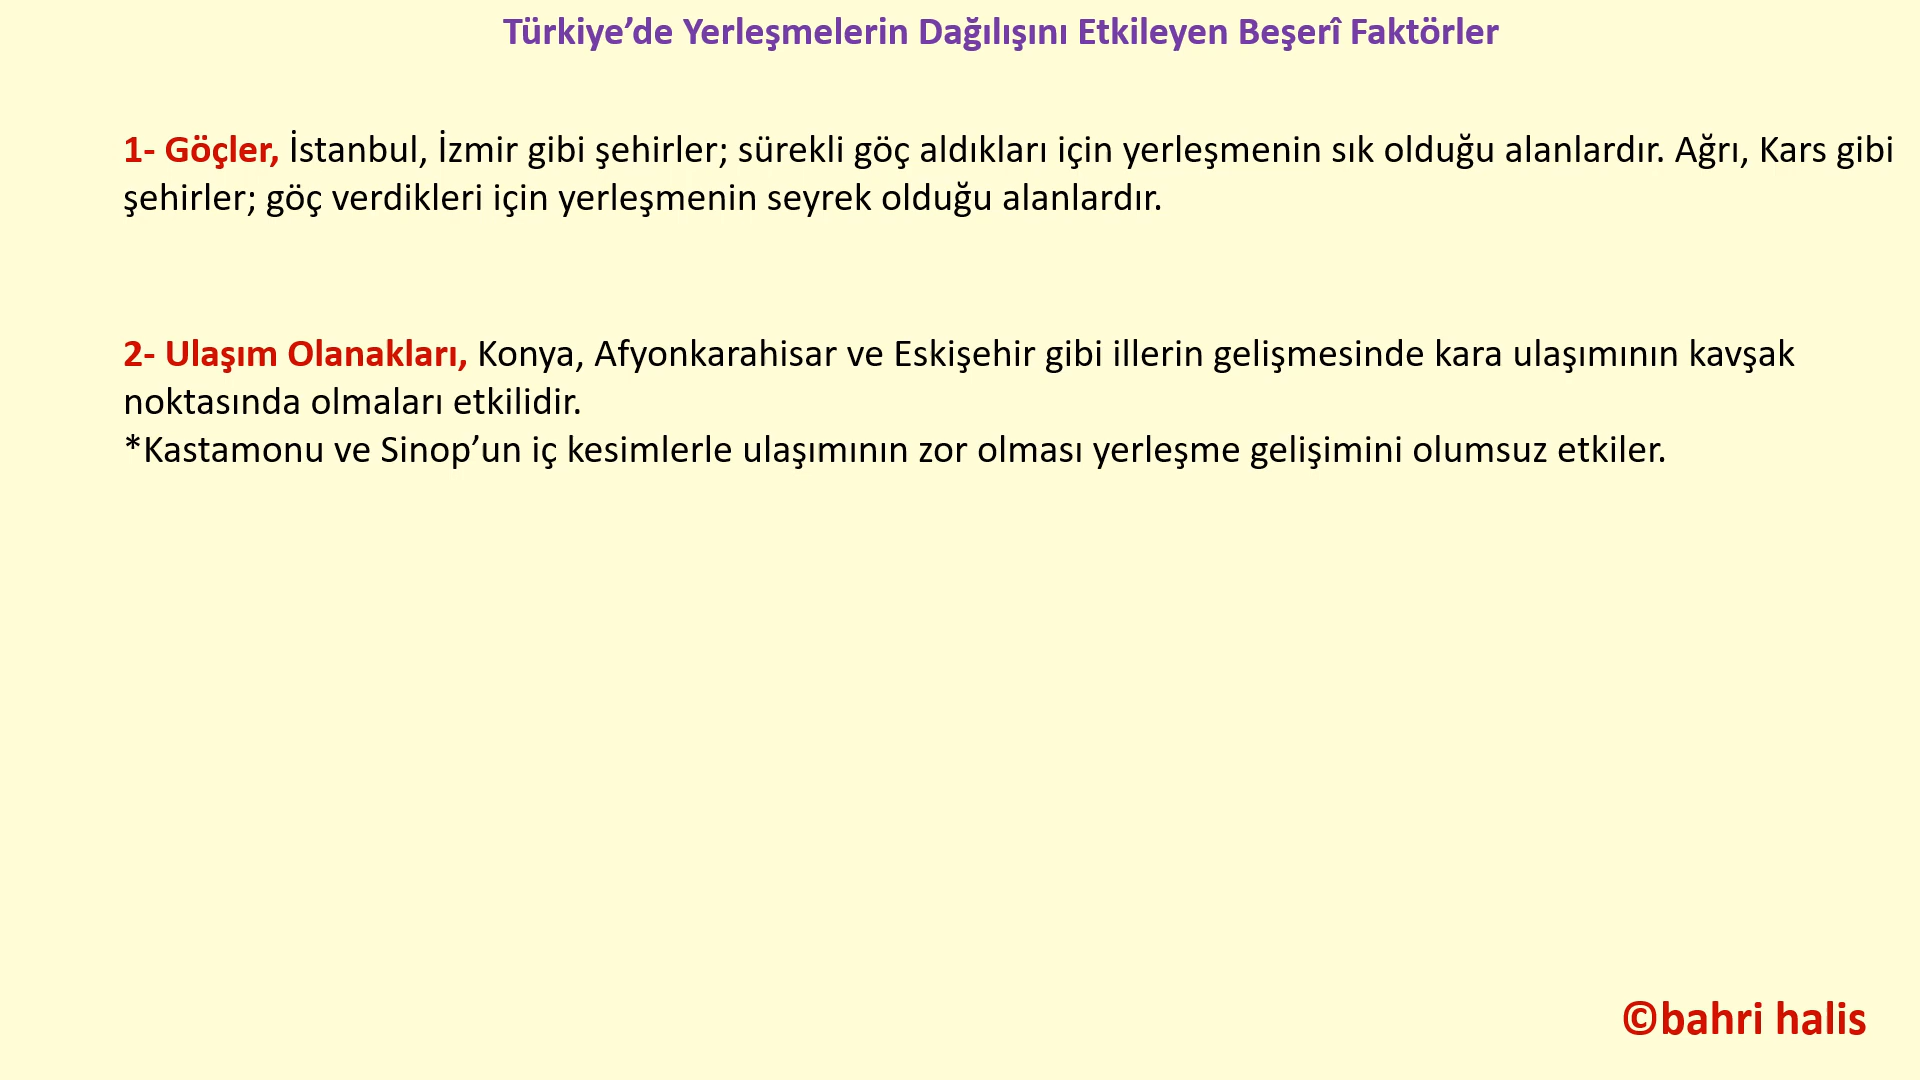 Türkiye’de Yerleşmelerin Dağılışını Etkileyen Beşerî Faktörler
1- Göçler, İstanbul, İzmir gibi şehirler; sürekli göç aldıkları için yerleşmenin sık olduğu alanlardır. Ağrı, Kars gibi
şehirler; göç verdikleri için yerleşmenin seyrek olduğu alanlardır.
2- Ulaşım Olanakları, Konya, Afyonkarahisar ve Eskişehir gibi illerin gelişmesinde kara ulaşımının kavşak
noktasında olmaları etkilidir.
*Kastamonu ve Sinop’un iç kesimlerle ulaşımının zor olması yerleşme gelişimini olumsuz etkiler.
©bahri halis